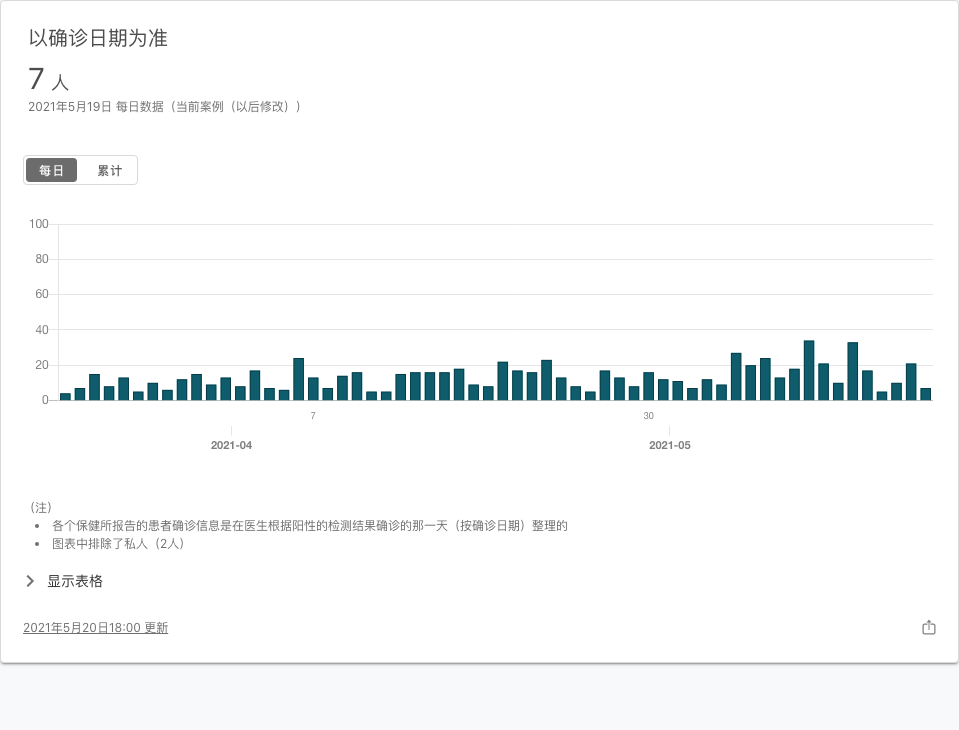 以确诊日期为准
7 人
2021年5月19日 每日数据（当前案例（以后修改））
每日 累计
100
80
60
40
20
0
7 30
2021-04 2021-05
（注）
• 各个保健所报告的患者确诊信息是在医生根据阳性的检测结果确诊的那一天（按确诊日期）整理的
• 图表中排除了私人（2人）
显示表格
2021年5月20日18:00 更新